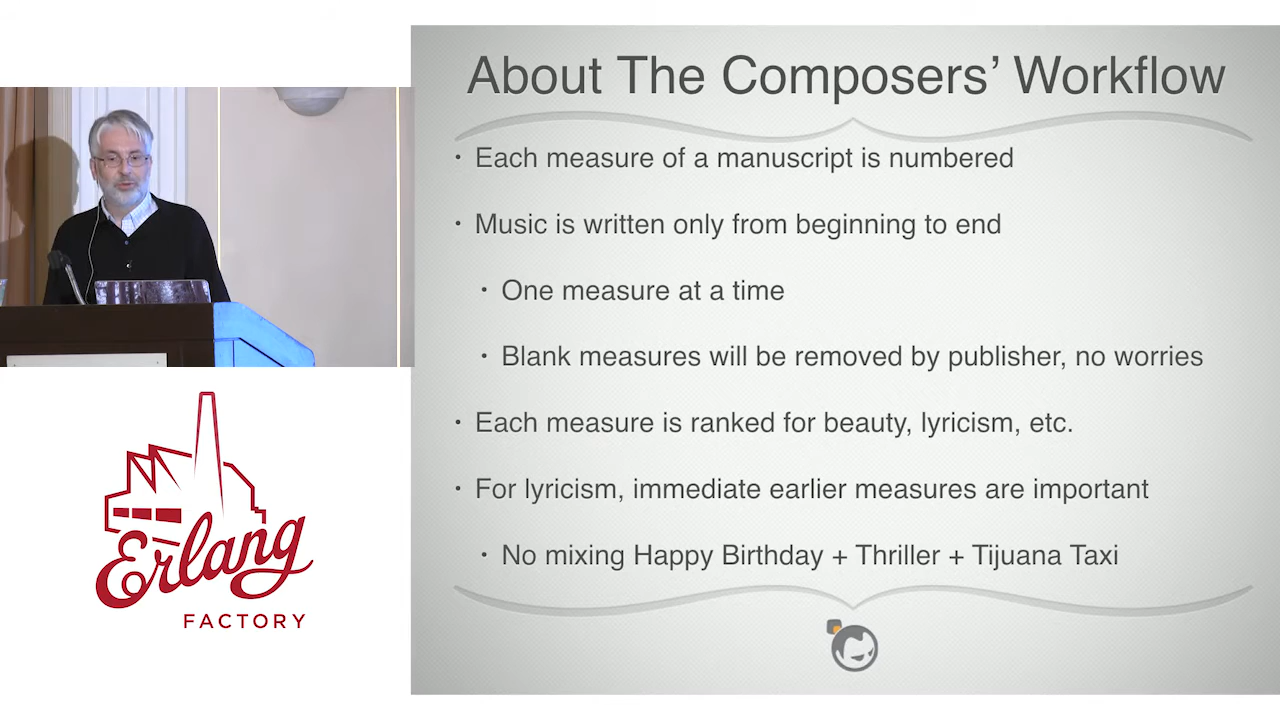 About The Composers’ Workflow
· Each measure of a manuscript is numbered
· Music is written only from beginning to end
· One measure at a time
· Blank measures will be removed by publisher, no worries
· Each measure is ranked for beauty, lyricism, etc.
· For lyricism, immediate earlier measures are important
· No mixing Happy Birthday + Thriller + Tijuana Taxi
Erlang
FACTORY